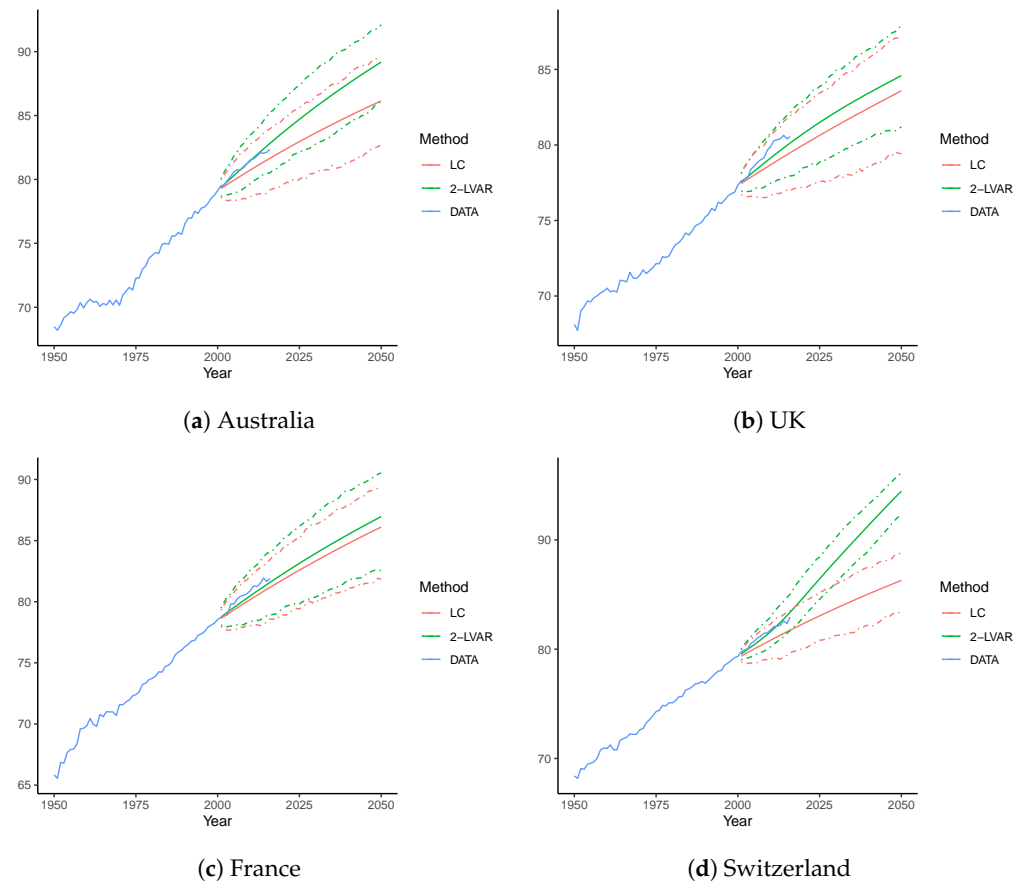 90
85
80
75
70
1950 1975 2000 2025 2050
Year
Method
LC
2-LVAR
DATA
(a) Australia
85
80
75
70
1950 1975 2000 2025 2050
Year
Method
LC
2-LVAR
DATA
(b) UK
90
85
80
75
70
65
1950 1975 2000 2025 2050
Year
Method
LC
2-LVAR
DATA
(c) France
90
80
70
1950 1975 2000 2025 2050
Year
Method
LC
2-LVAR
DATA
(d) Switzerland